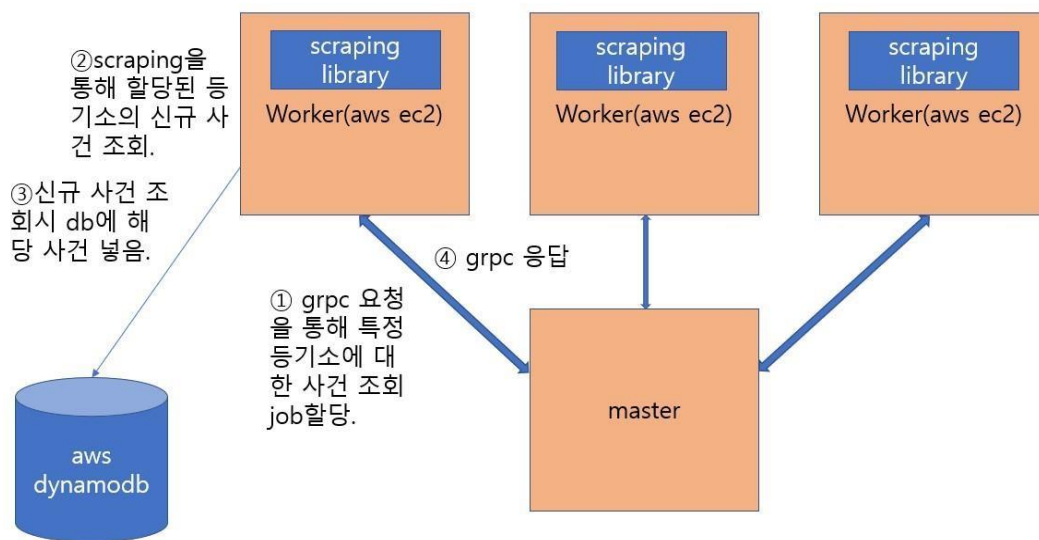 scraping
library
Worker(aws ec2)
scraping
library
Worker(aws ec2)
scraping
library
Worker(aws ec2)
②scraping을
통해 할당된 등
기소의 신규 사
건 조회.
③신규 사건 조
회시 db에 해
당 사건 넣음.
④ grpc 응답
① grpc 요청
을 통해 특정
등기소에 대
한 사건 조회
job할당.
master
aws
dynamodb